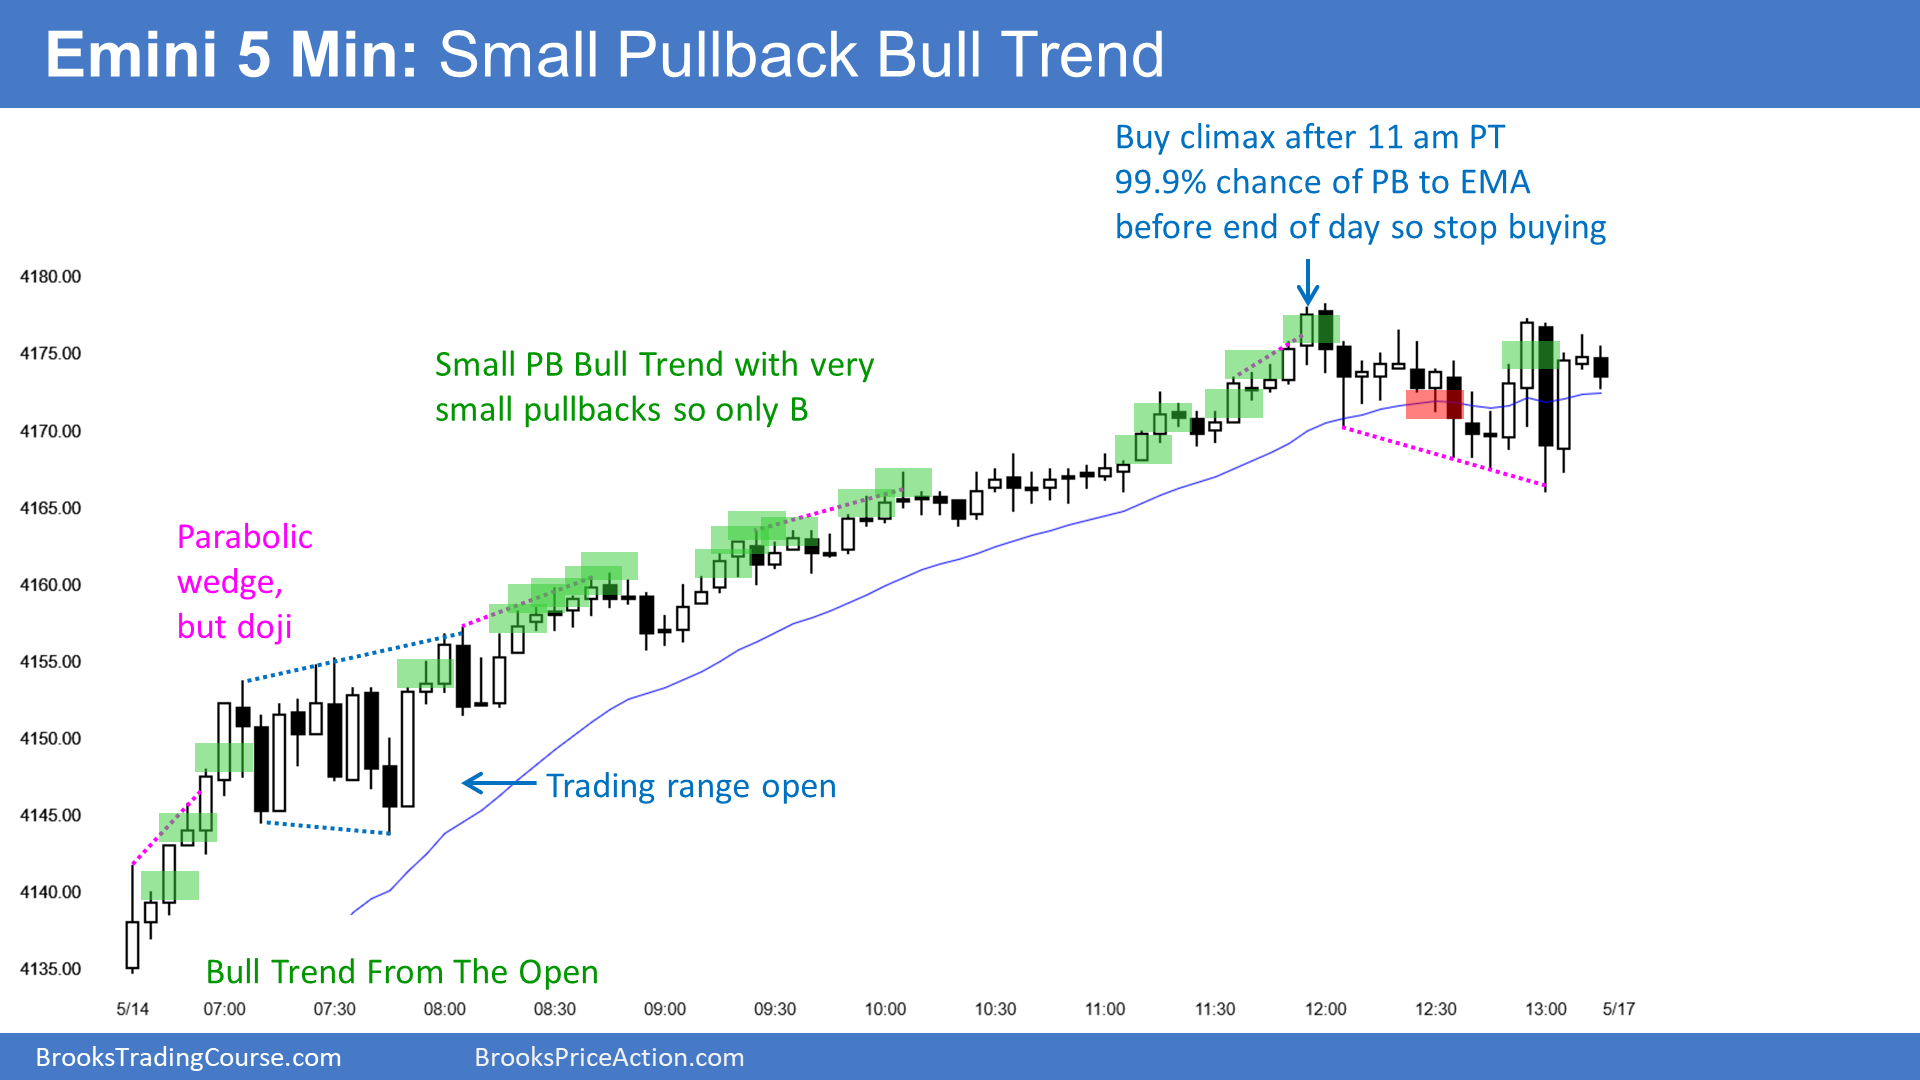 Emini 5 Min: Small Pullback Bull Trend
Buy climax after 11 am PT
99.9% chance of PB to EMA
before end of day so stop buying
4180.00
4175.00
4170.00
4165.00
4160.00
4155.00
4150.00
4145.00
4140.00
4135.00
Small PB Bull Trend with very
small pullbacks so only B
Parabolic
wedge,
but doji
Trading range open
Bull Trend From The Open
5/14 07:00 07:30 08:00 08:30 09:00 09:30 10:00 10:30 11:00 11:30 12:00 12:30 13:00 5/17
BrooksTradingCourse.com BrooksPriceAction.com